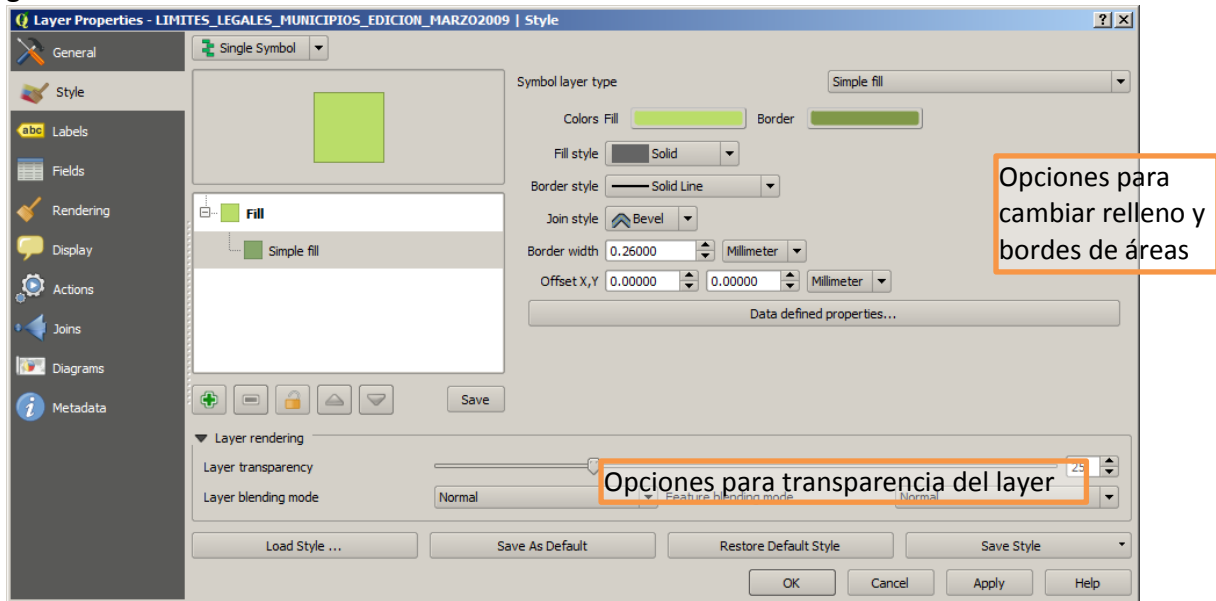 Layer Properties - LIMITES_LEGALES_MUNICIPIOS_EDICION_MARZO2009 | Style
General
Style
abc Labels
Fields
Rendering
Display
Actions
Joins
Diagrams
Metadata
Single Symbol
Fill
Simple fill
Save
Symbol layer type Simple fill
Colors Fill Border
Fill style Solid
Border style Solid Line
Join style Bevel
Border width 0.26000 Millimeter
Offset X,Y 0.00000 0.00000 Millimeter
Data defined properties...
Opciones para
cambiar relleno y
bordes de áreas
Layer rendering
Layer transparency 25
Opciones para transparencia del layer
Layer blending mode Normal Feature blending mode Normal
Load Style ... Save As Default Restore Default Style Save Style
OK Cancel Apply Help